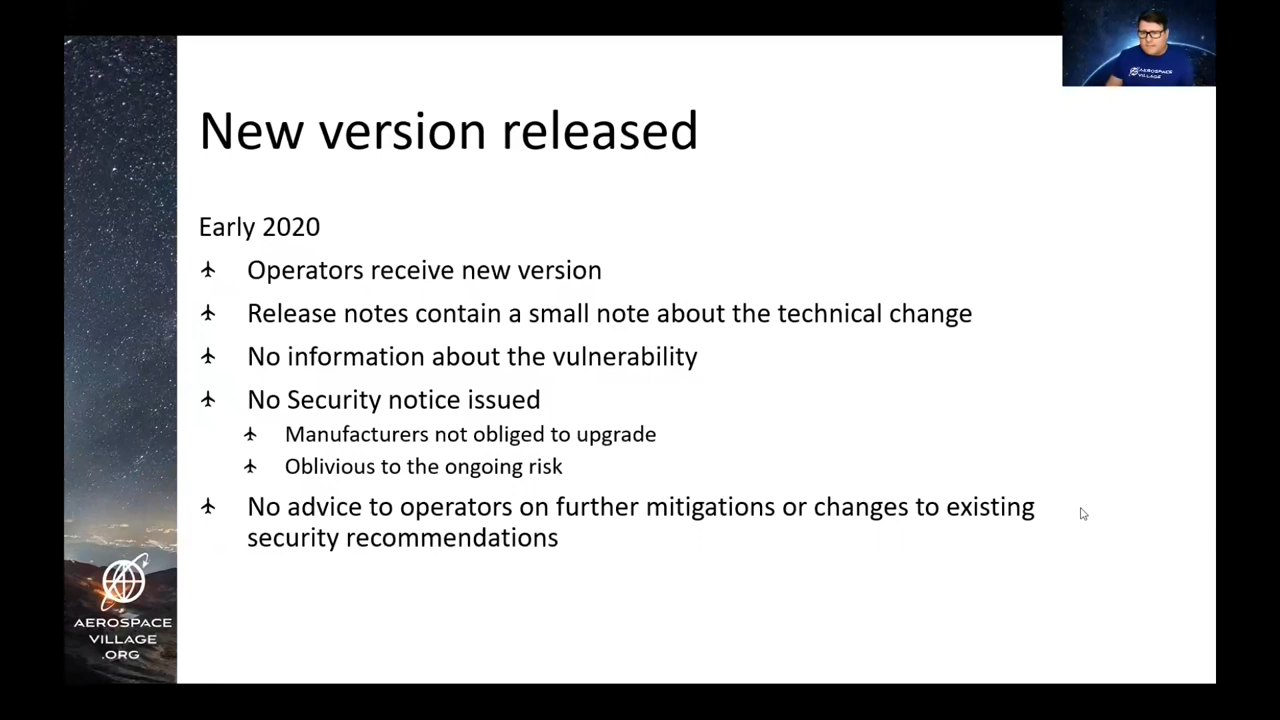 New version released
Early 2020
Operators receive new version
Release notes contain a small note about the technical change
No information about the vulnerability
No Security notice issued
Manufacturers not obliged to upgrade
Oblivious to the ongoing risk
No advice to operators on further mitigations or changes to existing
security recommendations
AEROSPACE
VILLAGE
.ORG
AEROSPACE
VILLAGE